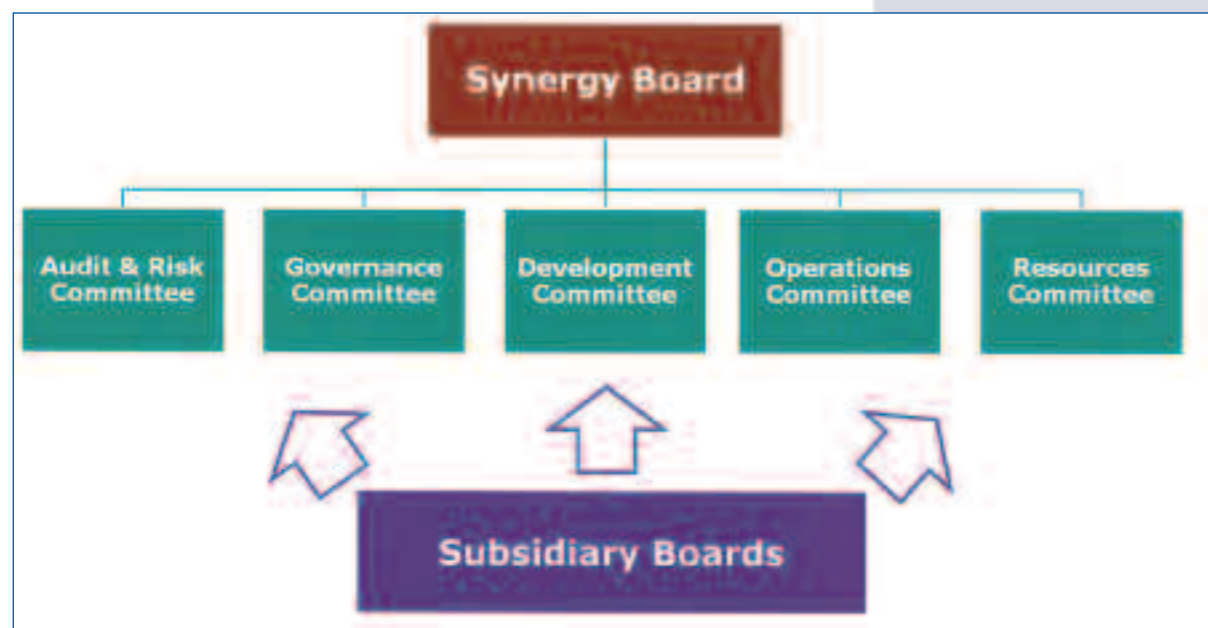 Synergy Board
Audit & Risk
Committee
Governance
Committee
Development
Committee
Operations
Committee
Resources
Committee
Subsidiary Boards